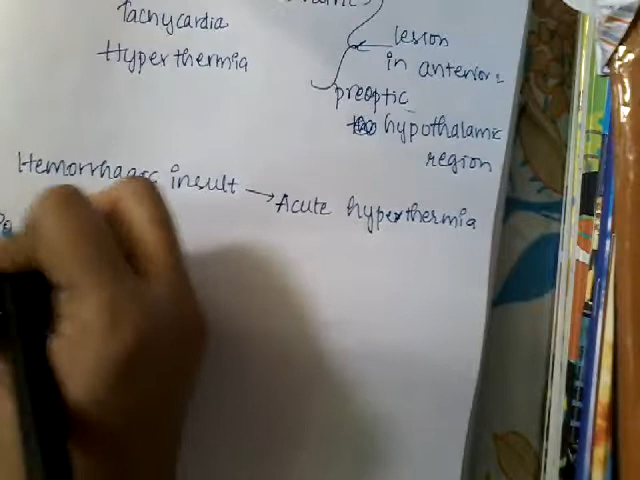 Tachycardia
Hyperthermia
lesion
in anterior
preoptic
hypothalamic
region
Hemorrhagic insult → Acute hyperthermia